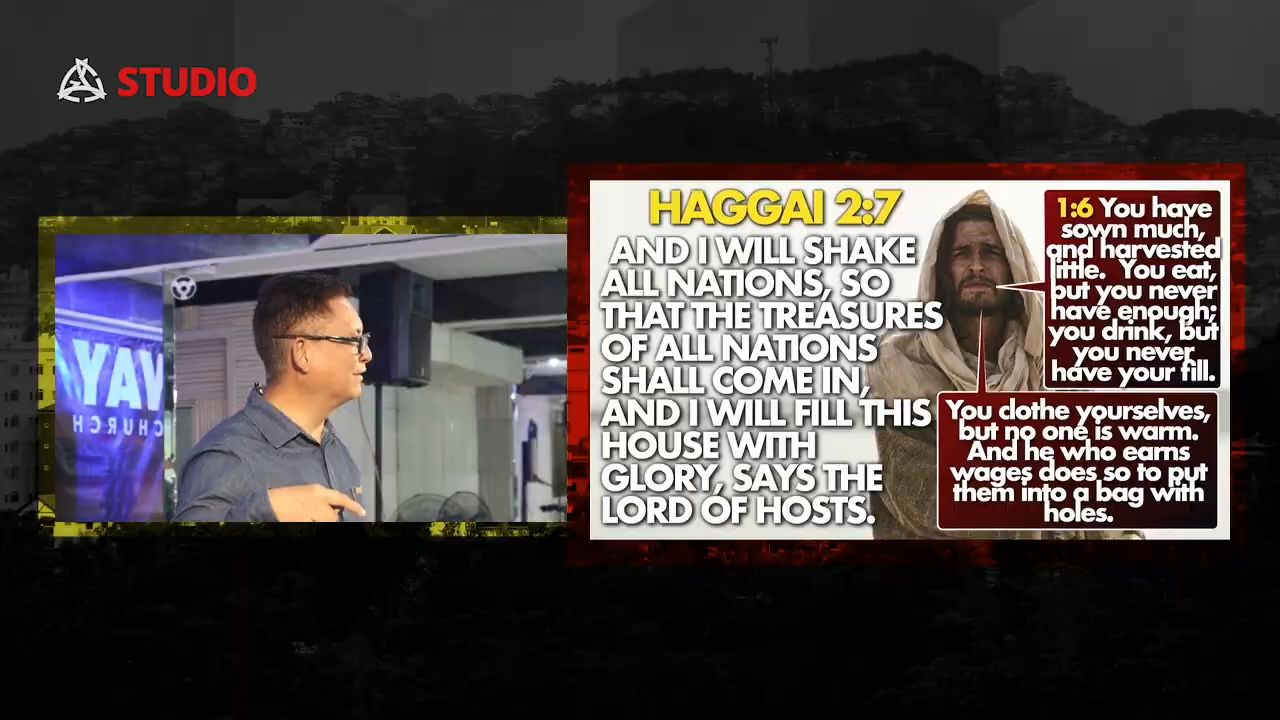 STUDIO
YAV
CHURCH
HAGGAI 2:7
AND I WILL SHAKE
ALL NATIONS, SO
THAT THE TREASURES
OF ALL NATIONS
SHALL COME IN,
AND I WILL FILL THIS
HOUSE WITH
GLORY, SAYS THE
LORD OF HOSTS.
1:6 You have
sown much,
and harvested
little. You eat,
but you never
have enough;
you drink, but
you never
have your fill.
You clothe yourselves,
but no one is warm.
And he who earns
wages does so to put
them into a bag with
holes.